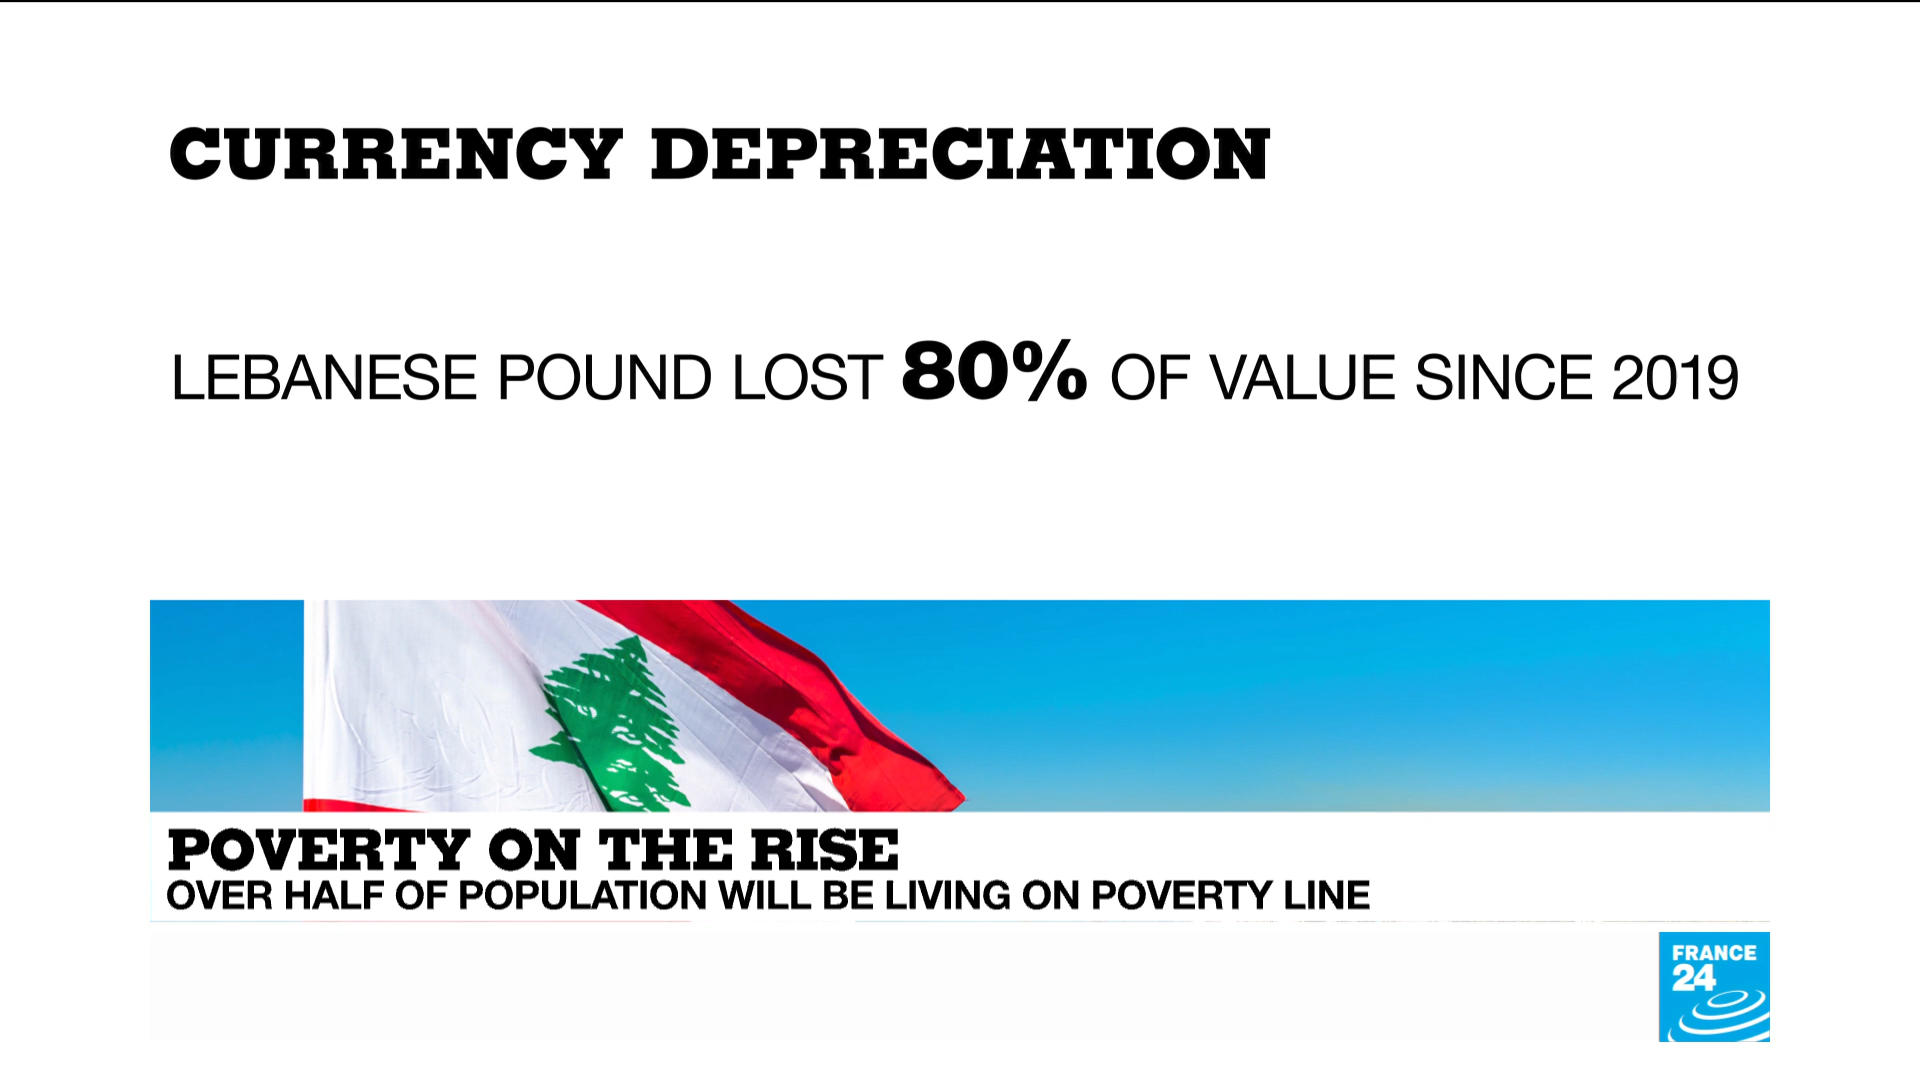 CURRENCY DEPRECIATION
LEBANESE POUND LOST 80% OF VALUE SINCE 2019
POVERTY ON THE RISE
OVER HALF OF POPULATION WILL BE LIVING ON POVERTY LINE
FRANCE
24